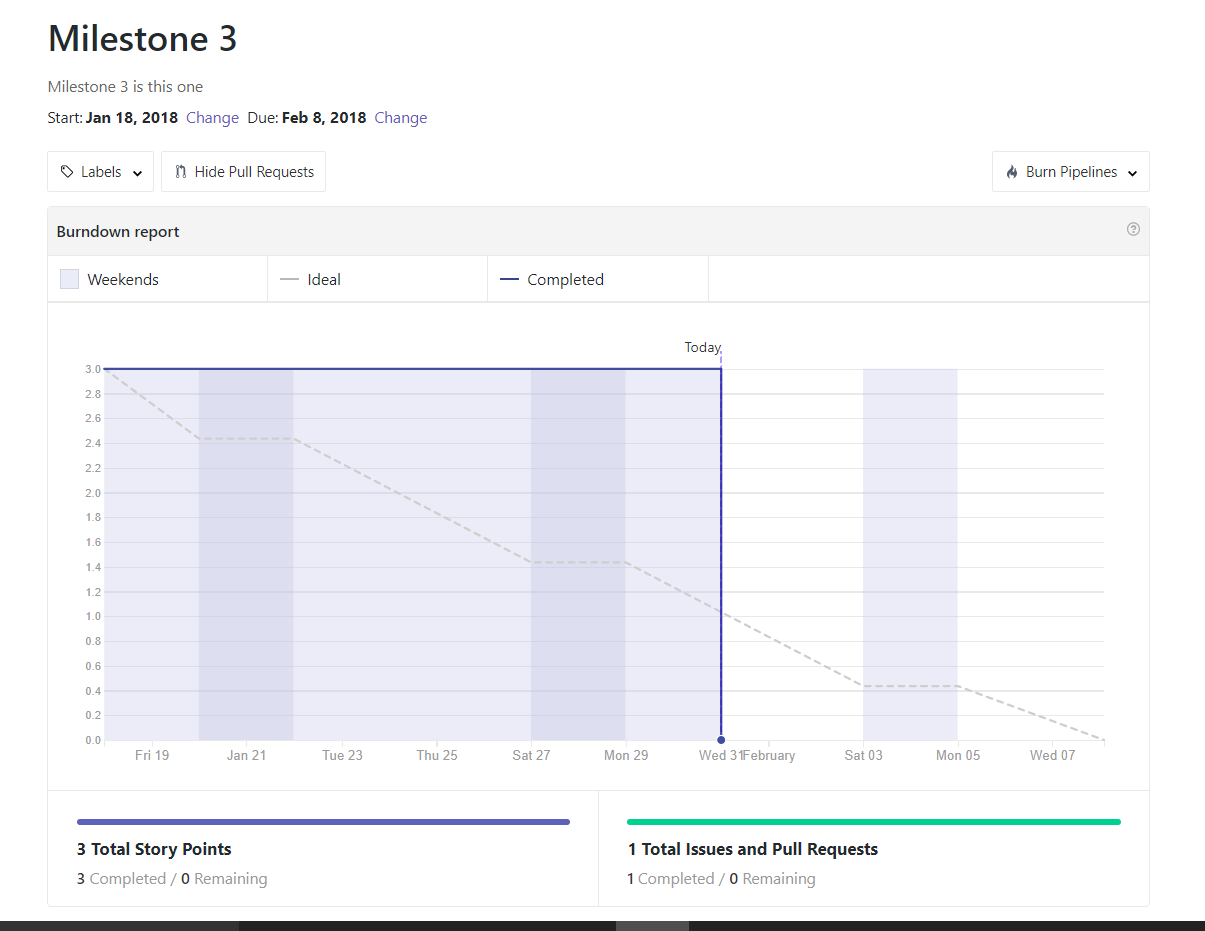 Milestone 3
Milestone 3 is this one
Start: Jan 18, 2018 Change Due: Feb 8, 2018 Change
Labels Hide Pull Requests Burn Pipelines
Burndown report
Weekends Ideal Completed
Today
3.0
2.8
2.6
2.4
2.2
2.0
1.8
1.6
1.4
1.2
1.0
0.8
0.6
0.4
0.2
0.0
Fri 19 Jan 21 Tue 23 Thu 25 Sat 27 Mon 29 Wed 31 February Sat 03 Mon 05 Wed 07
3 Total Story Points
3 Completed / 0 Remaining
1 Total Issues and Pull Requests
1 Completed / 0 Remaining